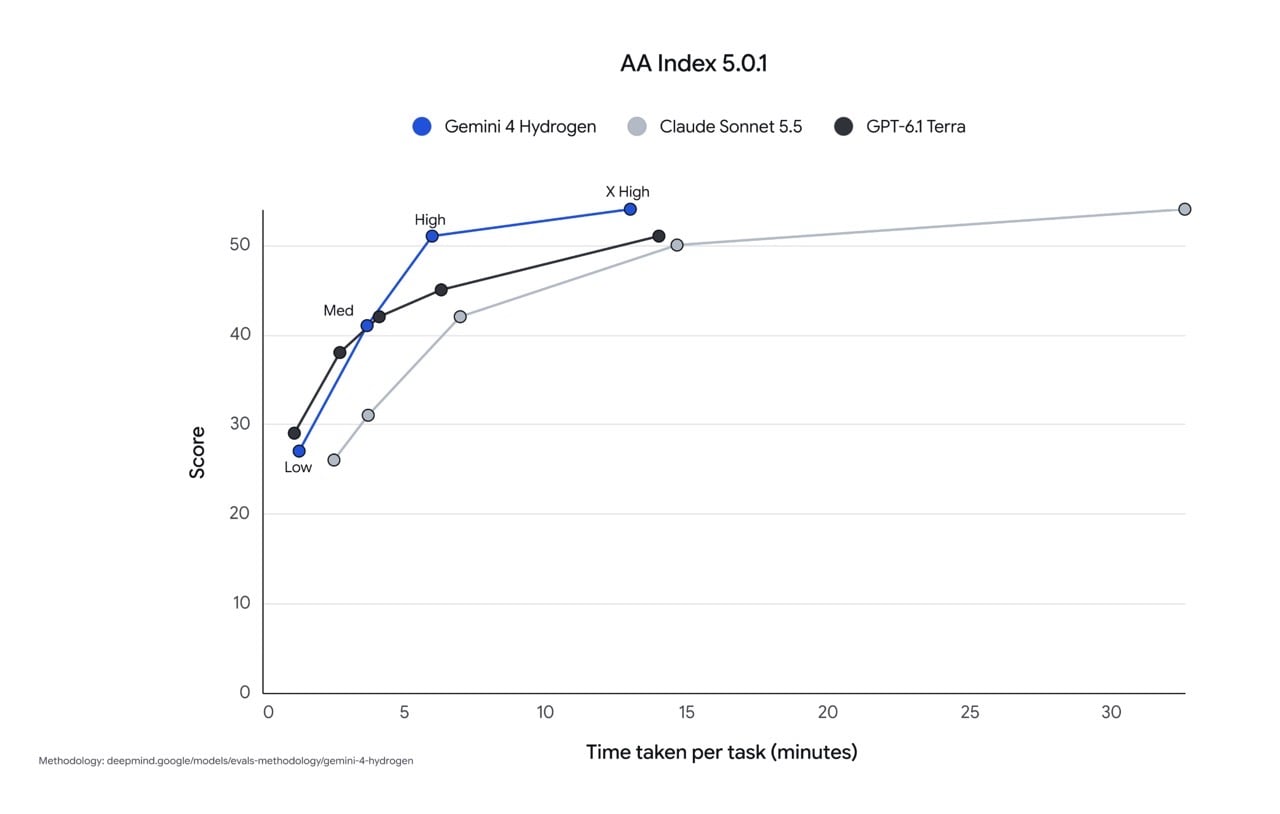 AA Index 5.0.1
Gemini 4 Hydrogen Claude Sonnet 5.5 GPT-6.1 Terra
X High
High
Med
Low
Score
50
40
30
20
10
0
0 5 10 15 20 25 30
Time taken per task (minutes)
Methodology: deepmind.google/models/evals-methodology/gemini-4-hydrogen